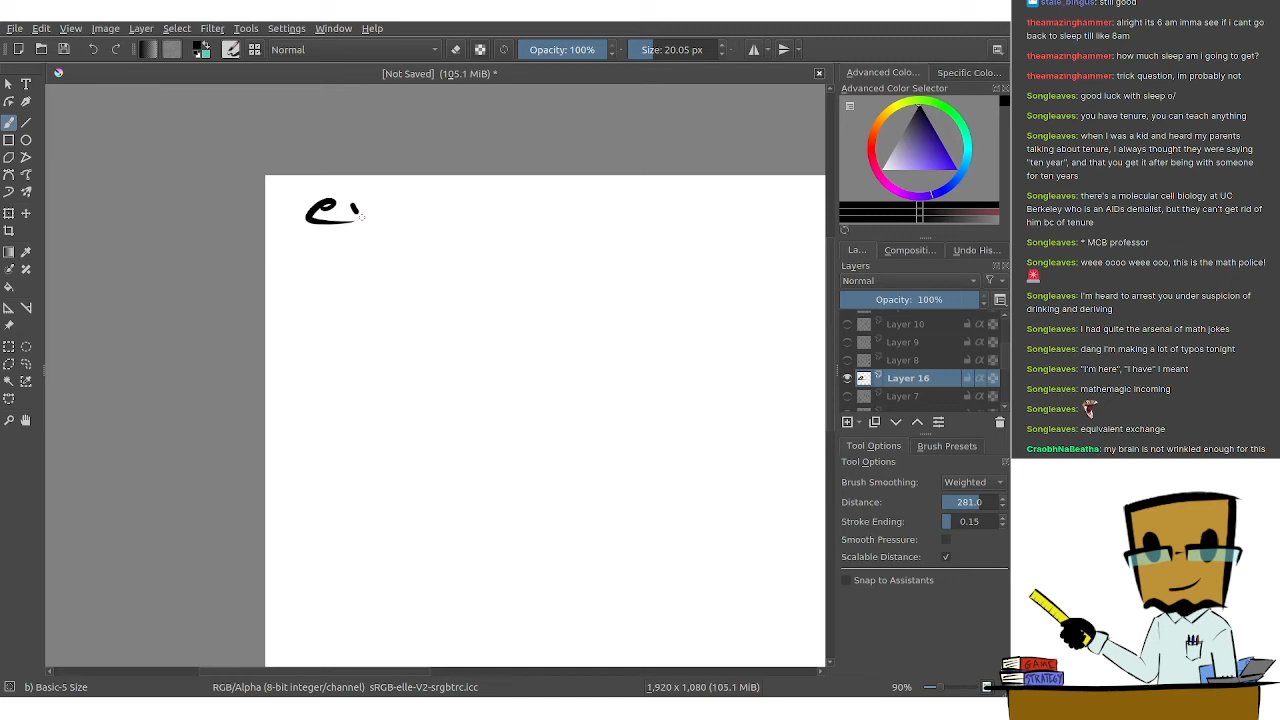 File Edit View Image Layer Select Filter Tools Settings Window Help
Normal
Opacity: 100%
Size: 20.05 px
[Not Saved] (105.1 MiB) *
Advanced Colo...
Specific Colo...
Advanced Color Selector
La...
Compositi...
Undo His...
Layers
Normal
Opacity: 100%
Layer 10
Layer 9
Layer 8
Layer 16
Layer 7
Tool Options
Brush Presets
Tool Options
Brush Smoothing: Weighted
Distance: 281.0
Stroke Ending: 0.15
Smooth Pressure:
Scalable Distance:
Snap to Assistants
b) Basic-5 Size
RGB/Alpha (8-bit integer/channel) sRGB-elle-V2-srgbtrc.icc
1,920 x 1,080 (105.1 MiB)
90%
stale_bingus: still good
theamazinghammer: alright its 6 am imma see if i cant go
back to sleep till like 8am
theamazinghammer: how much sleep am i going to get?
theamazinghammer: trick question, im probably not
Songleaves: good luck with sleep o/
Songleaves: you have tenure, you can teach anything
Songleaves: when I was a kid and heard my parents
talking about tenure, I always thought they were saying
"ten year", and that you get it after being with someone
for ten years
Songleaves: there's a molecular cell biology at UC
Berkeley who is an AIDs denialist, but they can't get rid of
him bc of tenure
Songleaves: * MCB professor
Songleaves: weee oooo weee ooo, this is the math police!
Songleaves: I'm heard to arrest you under suspicion of
drinking and deriving
Songleaves: I had quite the arsenal of math jokes
Songleaves: dang I'm making a lot of typos tonight
Songleaves: "I'm here", "I have" I meant
Songleaves: mathemagic incoming
Songleaves:
Songleaves: equivalent exchange
CraobhNaBeatha: my brain is not wrinkled enough for this
GAME
STRATEGY